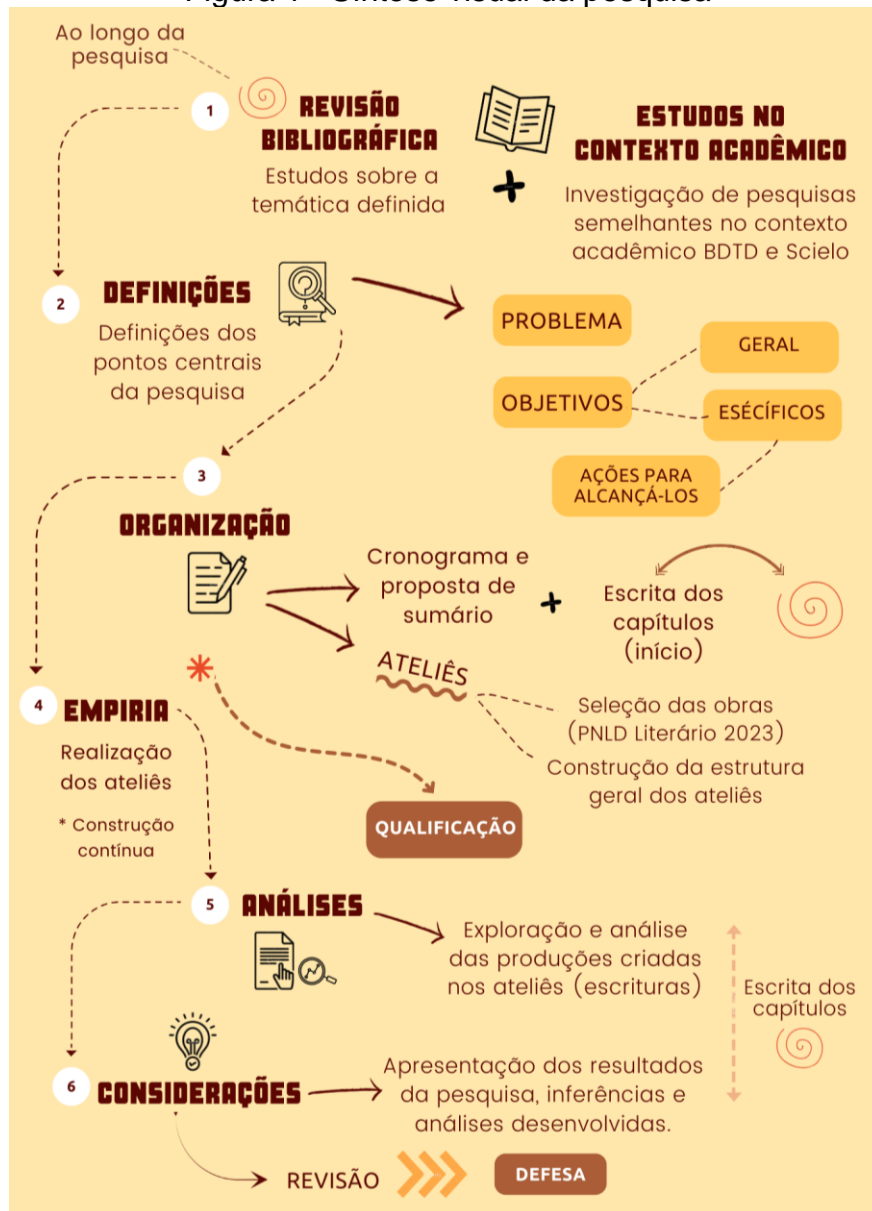 Ao longo da
pesquisa
1
REVISÃO
BIBLIOGRÁFICA
Estudos sobre a
temática definida
ESTUDOS NO
CONTEXTO ACADÊMICO
Investigação de pesquisas
semelhantes no contexto
acadêmico BDTD e Scielo
2
DEFINIÇÕES
Definições dos
pontos centrais
da pesquisa
PROBLEMA
OBJETIVOS
GERAL
ESÉCÍFICOS
AÇÕES PARA
ALCANÇÁ-LOS
3
ORGANIZAÇÃO
Cronograma e
proposta de
sumário
Escrita dos
capítulos
(início)
ATELIÊS
Seleção das obras
(PNLD Literário 2023)
Construção da estrutura
geral dos ateliês
4
EMPIRIA
Realização
dos ateliês
* Construção
contínua
QUALIFICAÇÃO
5
ANÁLISES
Exploração e análise
das produções criadas
nos ateliês (escrituras)
Escrita dos
capítulos
6
CONSIDERAÇÕES
Apresentação dos resultados
da pesquisa, inferências e
análises desenvolvidas.
REVISÃO
DEFESA